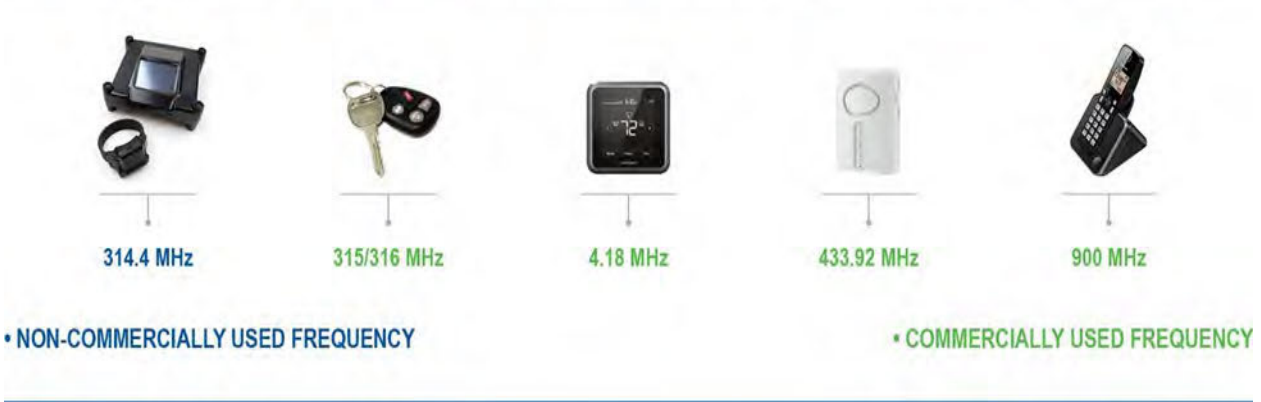 72
314.4 MHz
315/316 MHz
4.18 MHz
433.92 MHz
900 MHz
• NON-COMMERCIALLY USED FREQUENCY
• COMMERCIALLY USED FREQUENCY